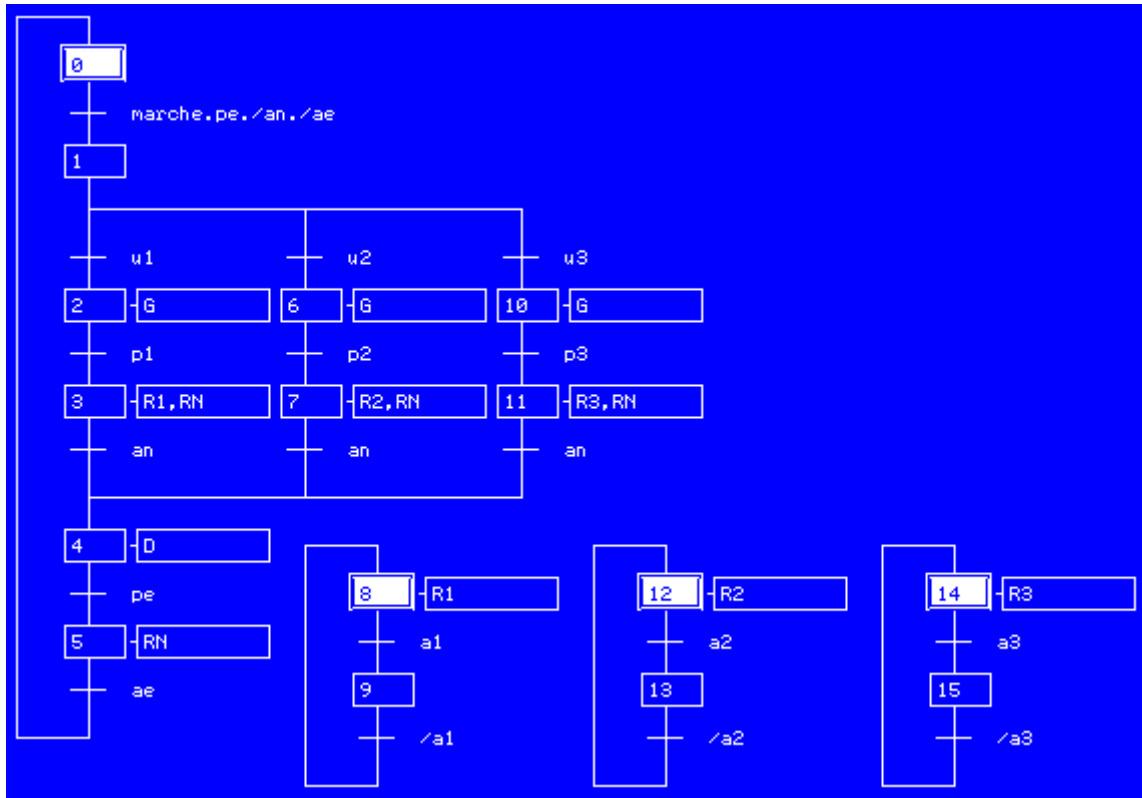 0
marche.pe./an./ae
1
u1 u2 u3
2 G 6 G 10 G
p1 p2 p3
3 R1,RN 7 R2,RN 11 R3,RN
an an an
4 D
pe 8 R1 12 R2 14 R3
5 RN a1 a2 a3
ae 9 13 15
/a1 /a2 /a3